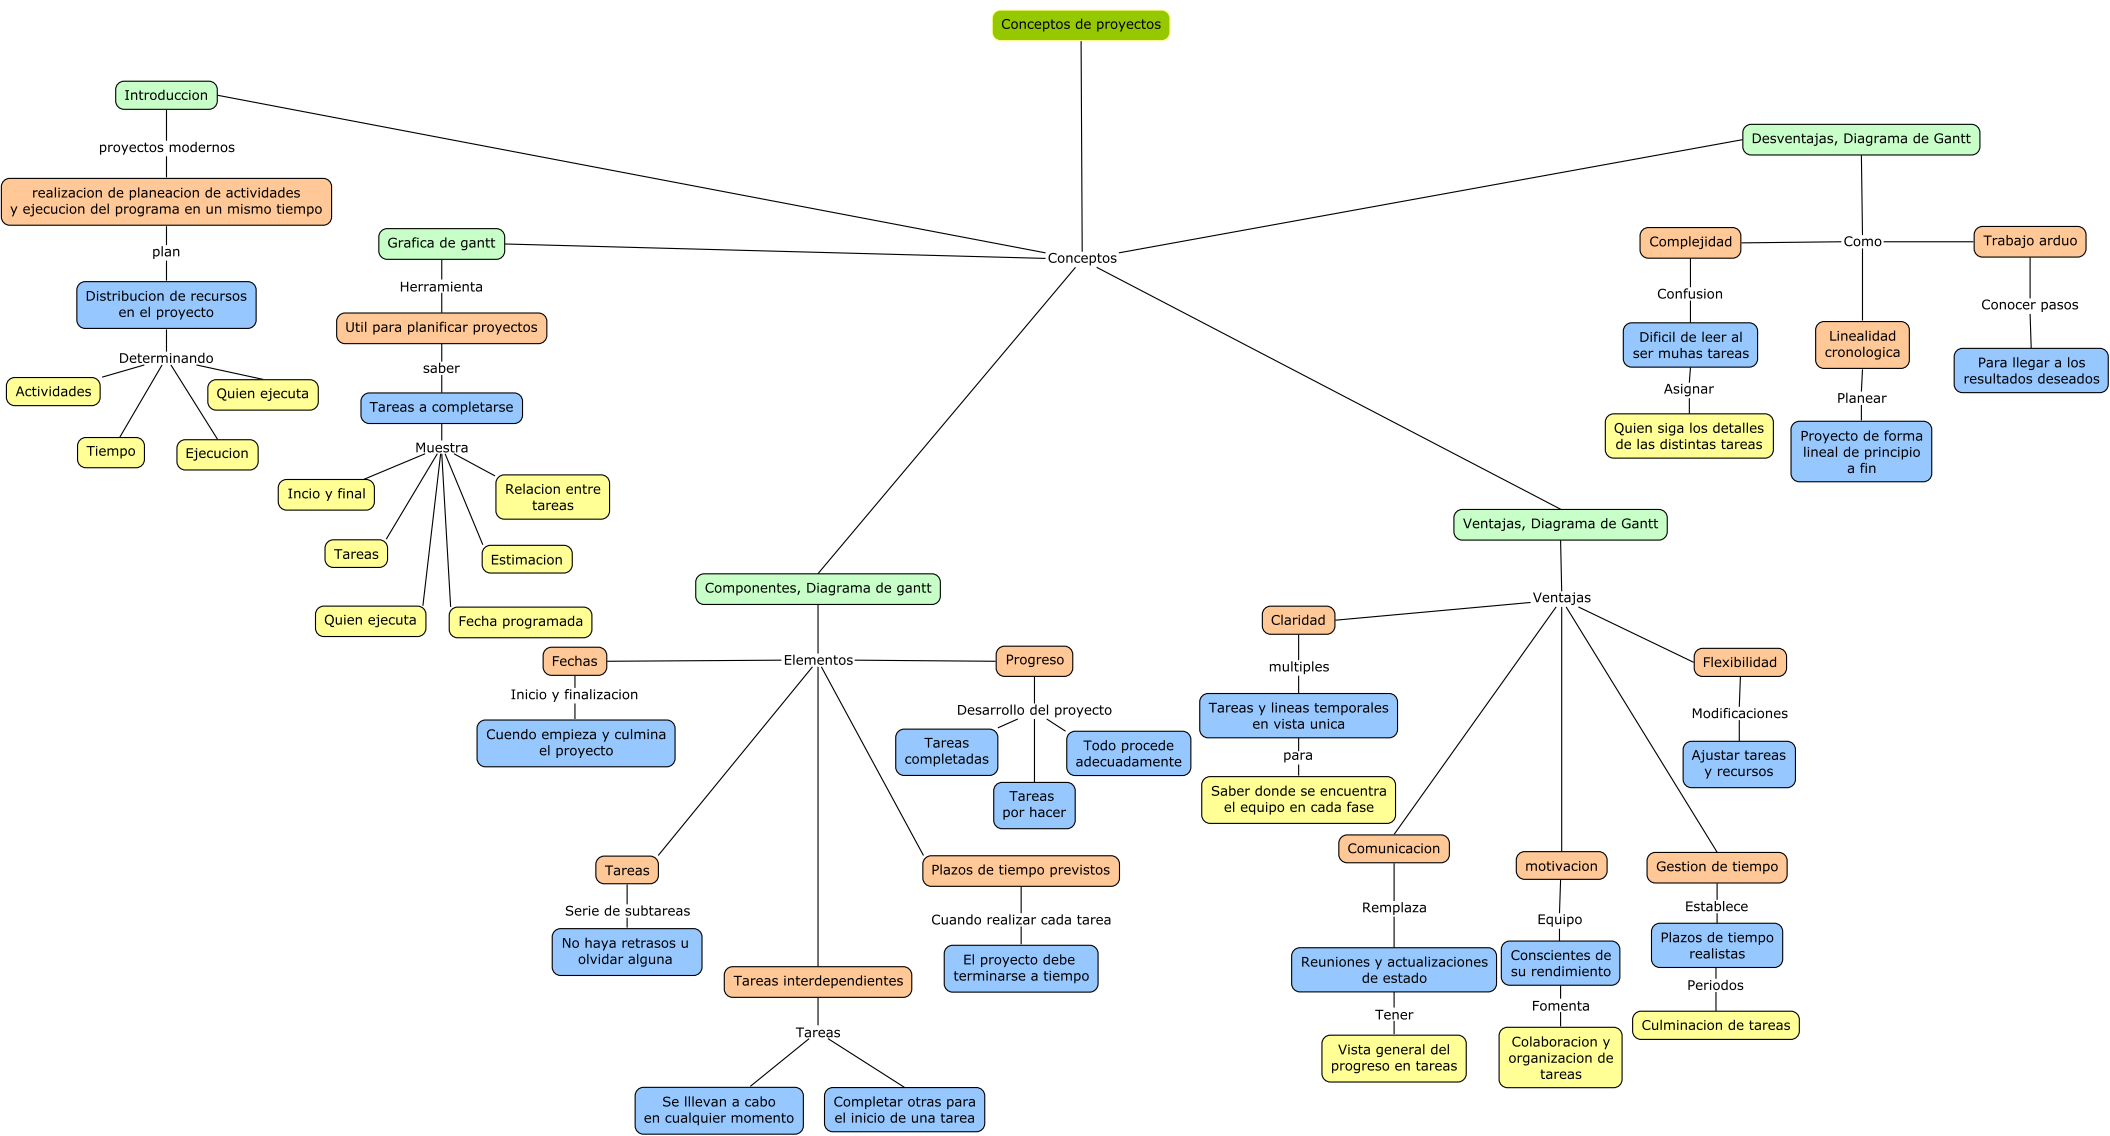 Conceptos de proyectos
Introduccion
proyectos modernos
realizacion de planeacion de actividades
y ejecucion del programa en un mismo tiempo
plan
Distribucion de recursos
en el proyecto
Determinando
Actividades
Quien ejecuta
Tiempo
Ejecucion
Grafica de gantt
Herramienta
Util para planificar proyectos
saber
Tareas a completarse
Muestra
Incio y final
Relacion entre
tareas
Tareas
Estimacion
Quien ejecuta
Fecha programada
Conceptos
Componentes, Diagrama de gantt
Elementos
Fechas
Inicio y finalizacion
Cuendo empieza y culmina
el proyecto
Progreso
Desarrollo del proyecto
Tareas
completadas
Todo procede
adecuadamente
Tareas
por hacer
Tareas
Serie de subtareas
No haya retrasos u
olvidar alguna
Plazos de tiempo previstos
Cuando realizar cada tarea
El proyecto debe
terminarse a tiempo
Tareas interdependientes
Tareas
Se lllevan a cabo
en cualquier momento
Completar otras para
el inicio de una tarea
Desventajas, Diagrama de Gantt
Como
Complejidad
Confusion
Dificil de leer al
ser muhas tareas
Asignar
Quien siga los detalles
de las distintas tareas
Linealidad
cronologica
Planear
Proyecto de forma
lineal de principio
a fin
Trabajo arduo
Conocer pasos
Para llegar a los
resultados deseados
Ventajas, Diagrama de Gantt
Ventajas
Claridad
multiples
Tareas y lineas temporales
en vista unica
para
Saber donde se encuentra
el equipo en cada fase
Flexibilidad
Modificaciones
Ajustar tareas
y recursos
Comunicacion
Remplaza
Reuniones y actualizaciones
de estado
Tener
Vista general del
progreso en tareas
motivacion
Equipo
Conscientes de
su rendimiento
Fomenta
Colaboracion y
organizacion de
tareas
Gestion de tiempo
Establece
Plazos de tiempo
realistas
Periodos
Culminacion de tareas